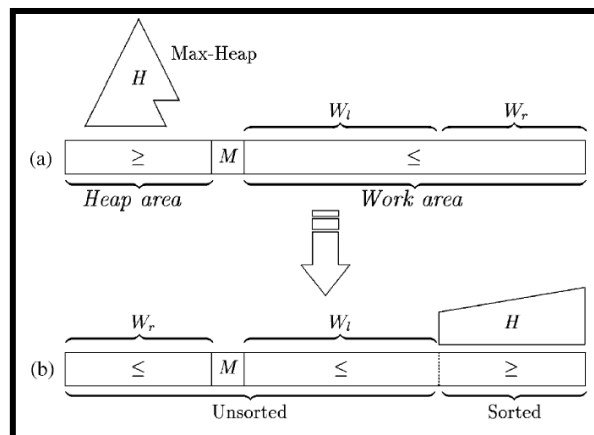 Max-Heap
H
W_l W_r
(a) ≥ M ≤
Heap area Work area
W_r W_l H
(b) ≤ M ≤ ≥
Unsorted Sorted